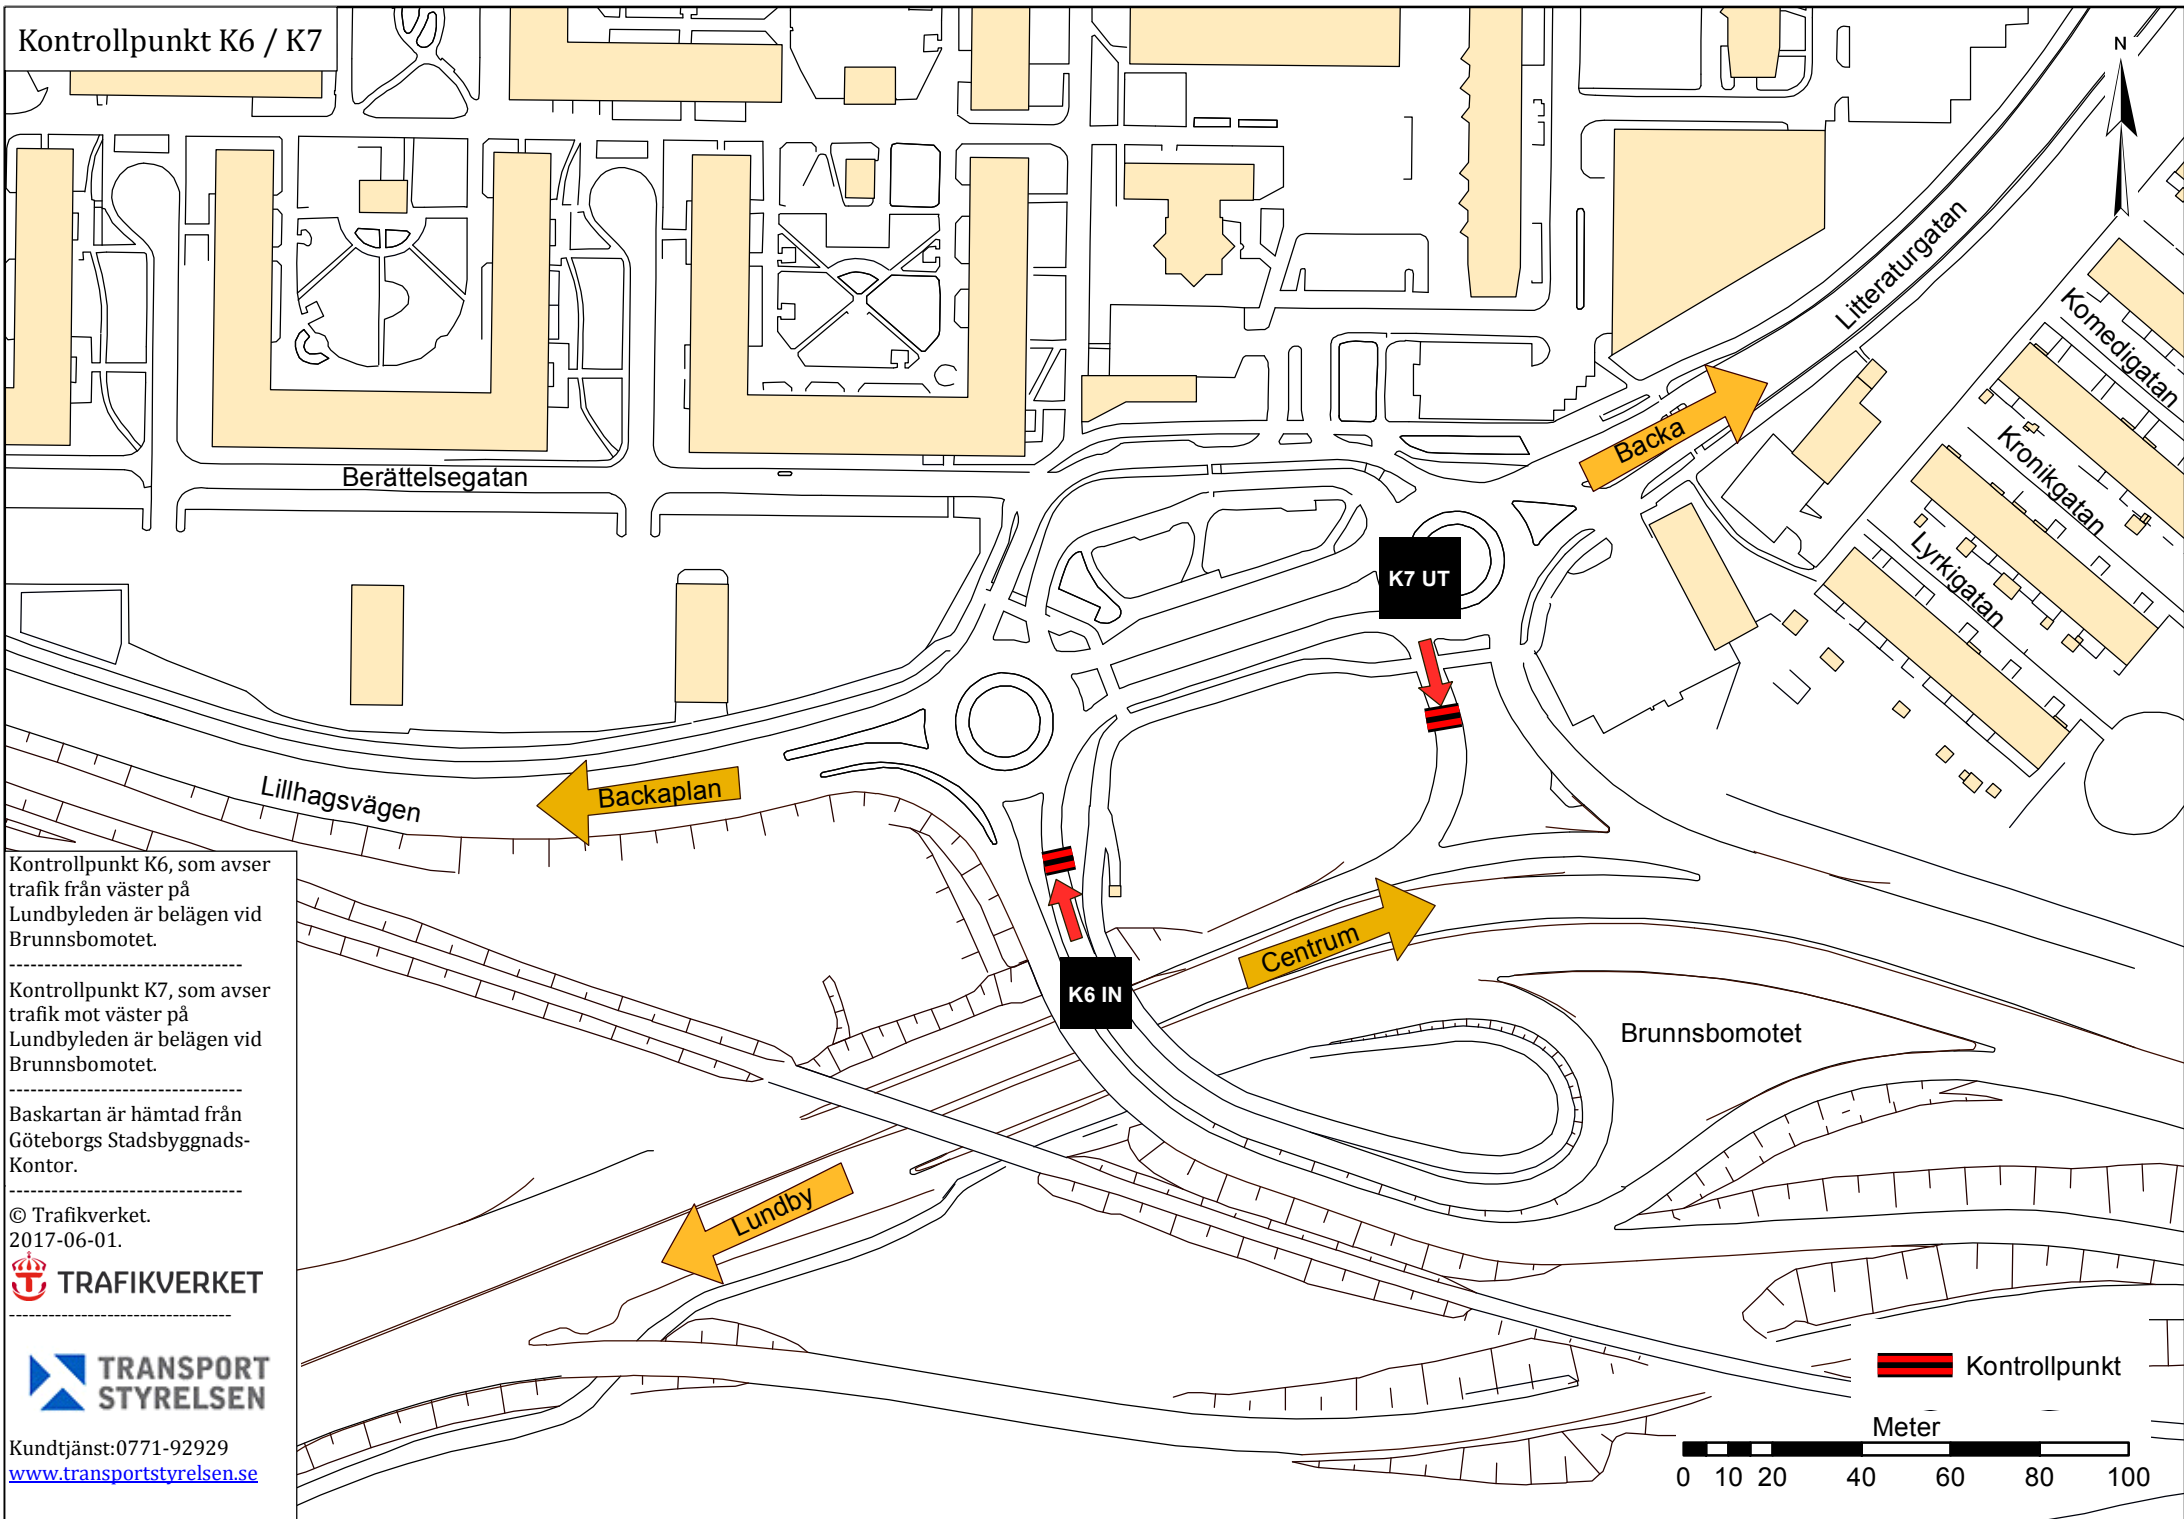 Kontrollpunkt K6 / K7
N
Litteraturgatan
Komedigatan
Kronikgatan
Lyrkigatan
Backa
Berättelsegatan
K7 UT
Lillhagsvägen
Backaplan
Centrum
K6 IN
Brunnsbomotet
Lundby
Kontrollpunkt K6, som avser
trafik från väster på
Lundbyleden är belägen vid
Brunnsbomotet.
---------------------------------
Kontrollpunkt K7, som avser
trafik mot väster på
Lundbyleden är belägen vid
Brunnsbomotet.
---------------------------------
Baskartan är hämtad från
Göteborgs Stadsbyggnads-
Kontor.
---------------------------------
© Trafikverket.
2017-06-01.
TRAFIKVERKET
----------------------------------
TRANSPORT
STYRELSEN
Kundtjänst:0771-92929
www.transportstyrelsen.se
Kontrollpunkt
Meter
0 10 20 40 60 80 100